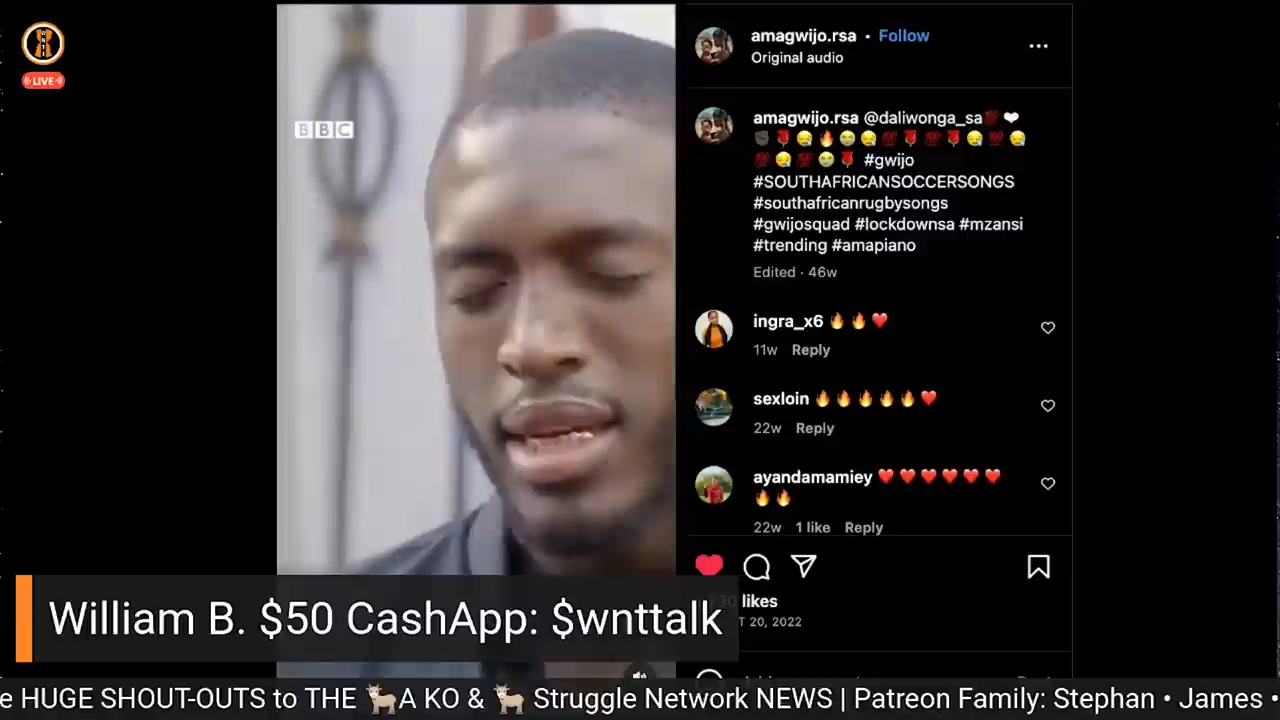 LIVE
BBC
amagwijo.rsa • Follow
Original audio
amagwijo.rsa @daliwonga_sa💯❤
✊🏿🌹😪🔥😭😪💯🌹💯🌹😪💯😪
💯😪💯😭🌹 #gwijo
#SOUTHAFRICANSOCCERSONGS
#southafricanrugbysongs
#gwijosquad #lockdownsa #mzansi
#trending #amapiano
Edited · 46w
ingra_x6 🔥🔥❤️
11w Reply
sexloin 🔥🔥🔥🔥🔥❤️
22w Reply
ayandamamiey ❤️❤️❤️❤️❤️❤️
🔥🔥
22w 1 like Reply
likes
T 20, 2022
William B. $50 CashApp: $wnttalk
e HUGE SHOUT-OUTS to THE 🐐A KO & 🐐 Struggle Network NEWS | Patreon Family: Stephan • James •